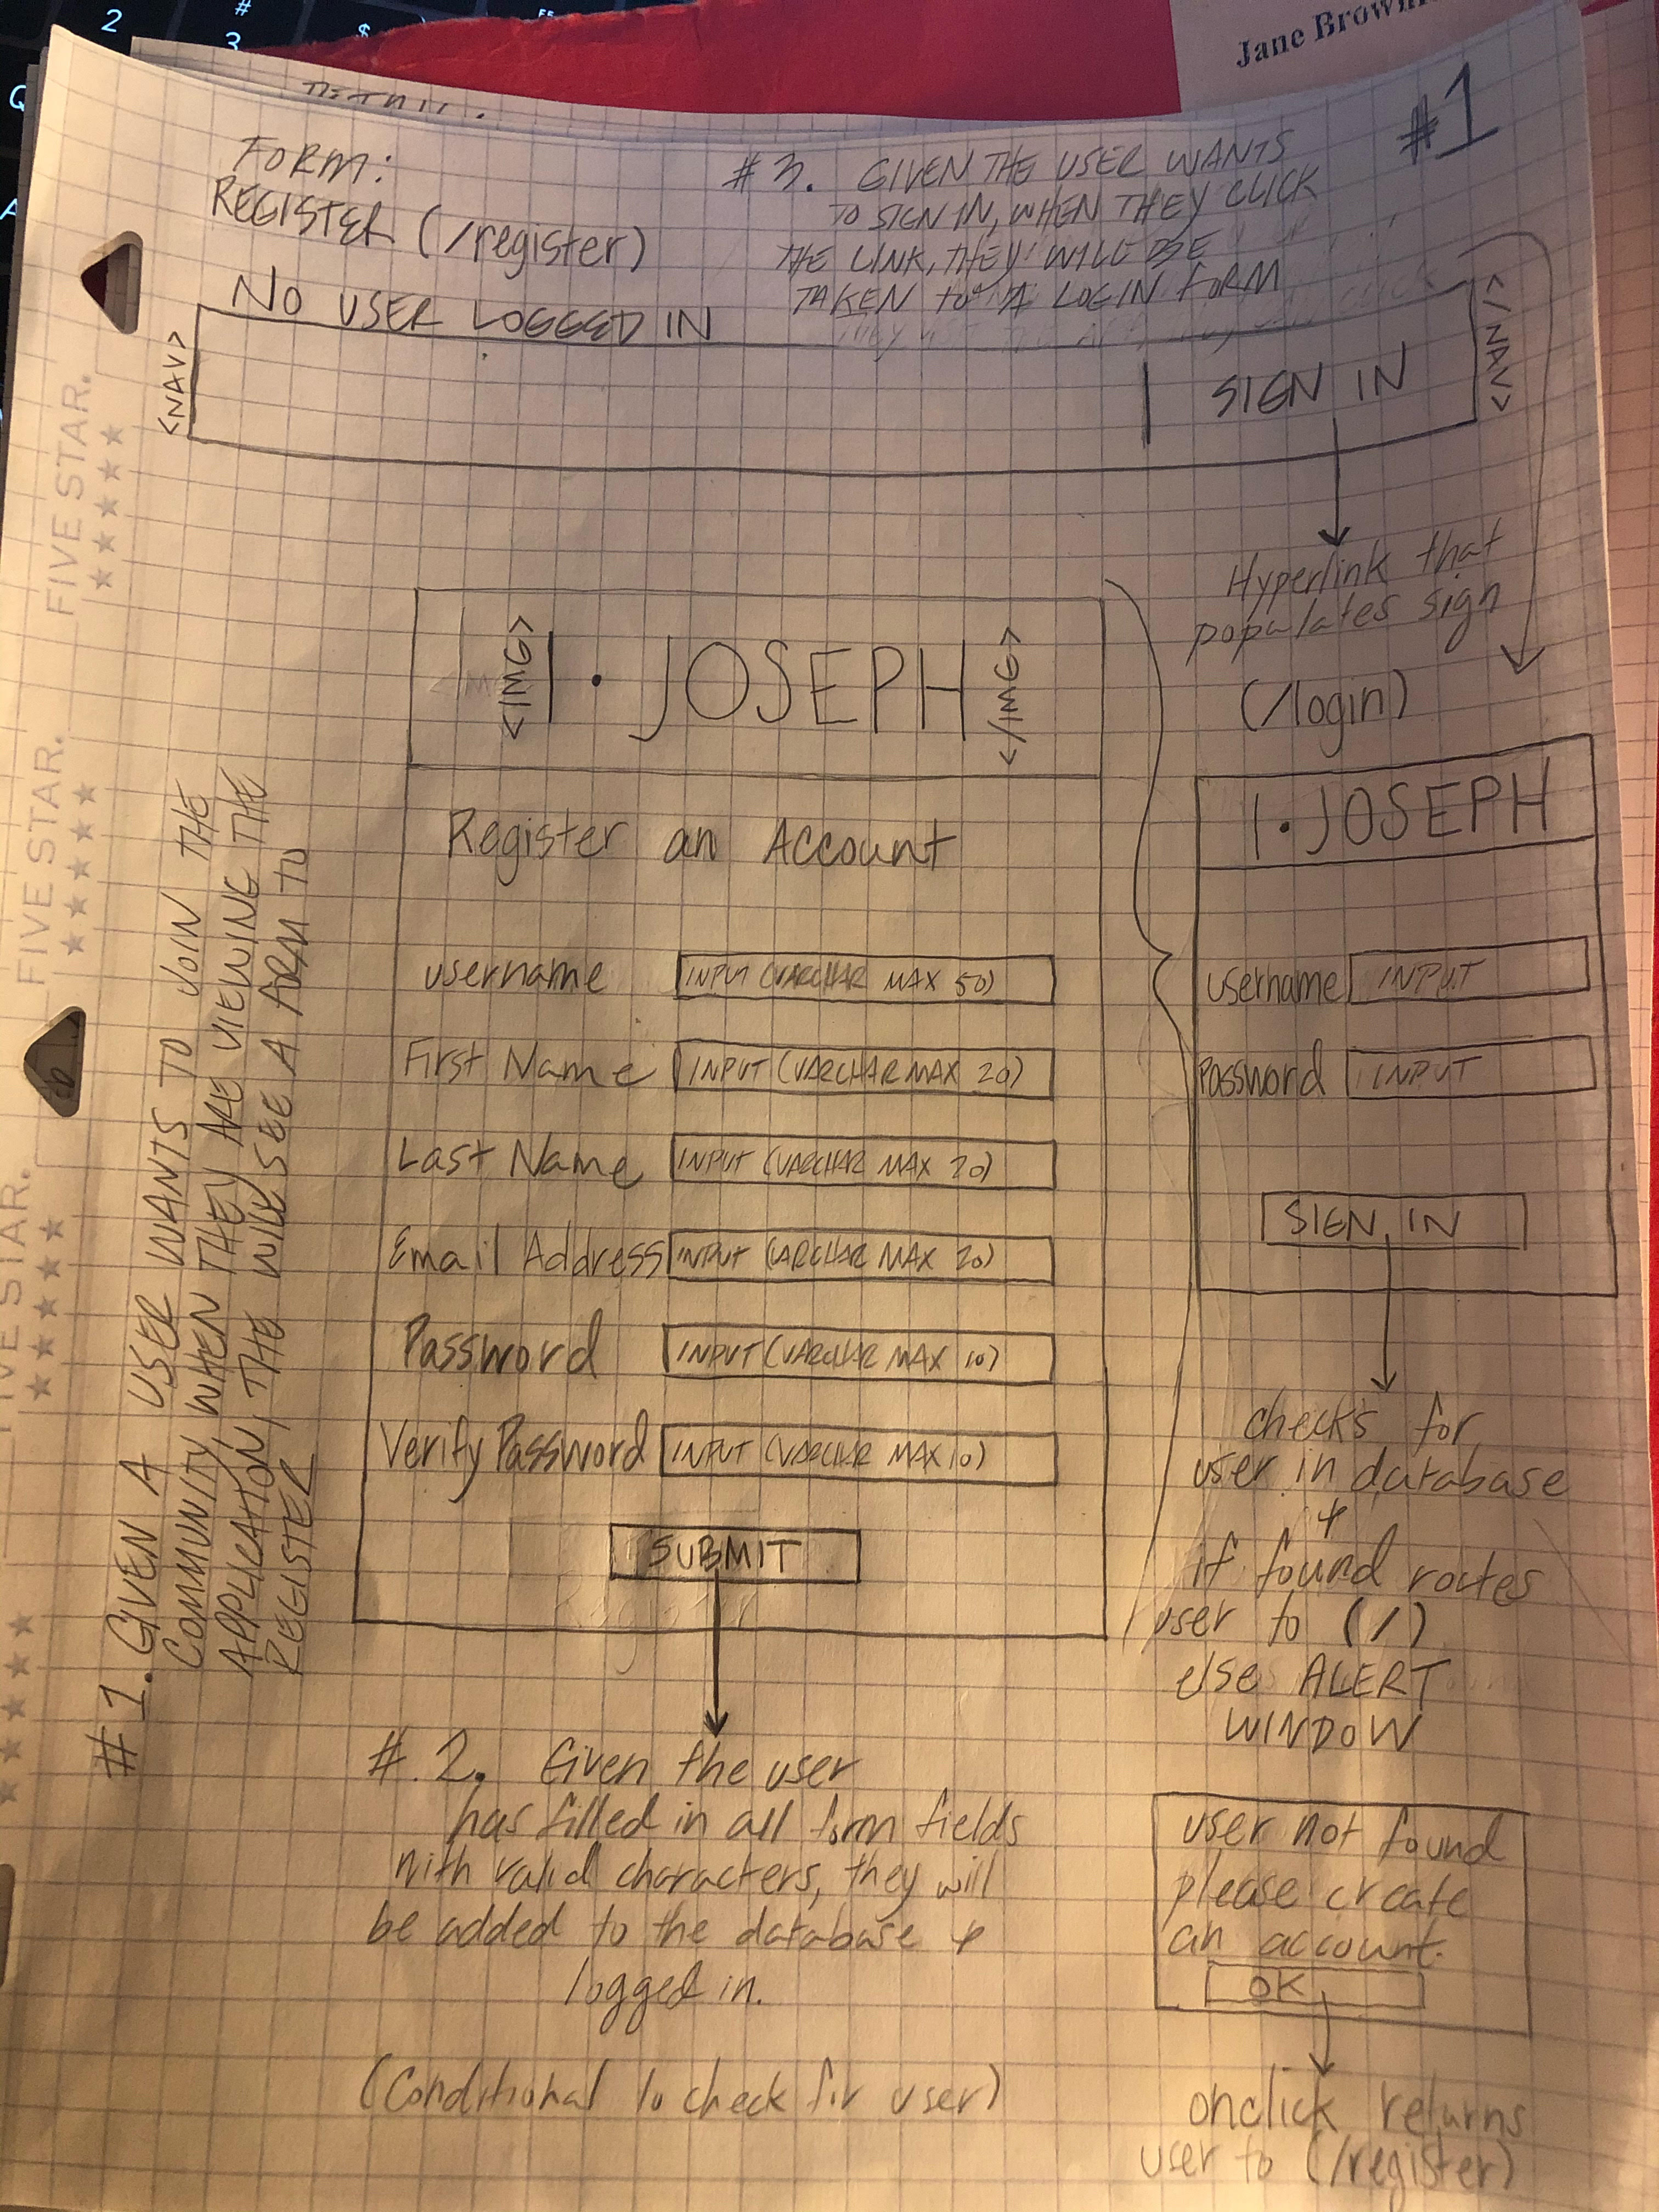 Jane Brown
#1
FORM:
REGISTER (/register)
NO USER LOGGED IN
#3. GIVEN THE USER WANTS
TO SIGN IN, WHEN THEY CLICK
THE LINK, THEY WILL BE
TAKEN TO A LOGIN FORM
<NAV>
SIGN IN
</NAV>
Hyperlink that
populates sign
(/login)
<IMG>
I. JOSEPH
</IMG>
Register an Account
username INPUT (VARCHAR MAX 50)
First Name INPUT (VARCHAR MAX 20)
Last Name INPUT (VARCHAR MAX 20)
Email Address INPUT (VARCHAR MAX 20)
Password INPUT (VARCHAR MAX 10)
Verify Password INPUT (VARCHAR MAX 10)
SUBMIT
#2. Given the user
has filled in all form fields
with valid characters, they will
be added to the database &
logged in.
(Conditional to check for user)
I. JOSEPH
username INPUT
Password INPUT
SIGN IN
checks for
user in database
&
if found routes
user to (/)
else ALERT
WINDOW
user not found
please create
an account.
OK
onclick returns
user to (/register)
#1. GIVEN A USER WANTS TO JOIN THE
COMMUNITY, WHEN THEY ARE VIEWING THE
APPLICATION, THE WILL SEE A FORM TO
REGISTER
FIVE STAR.
FIVE STAR.
FIVE STAR.